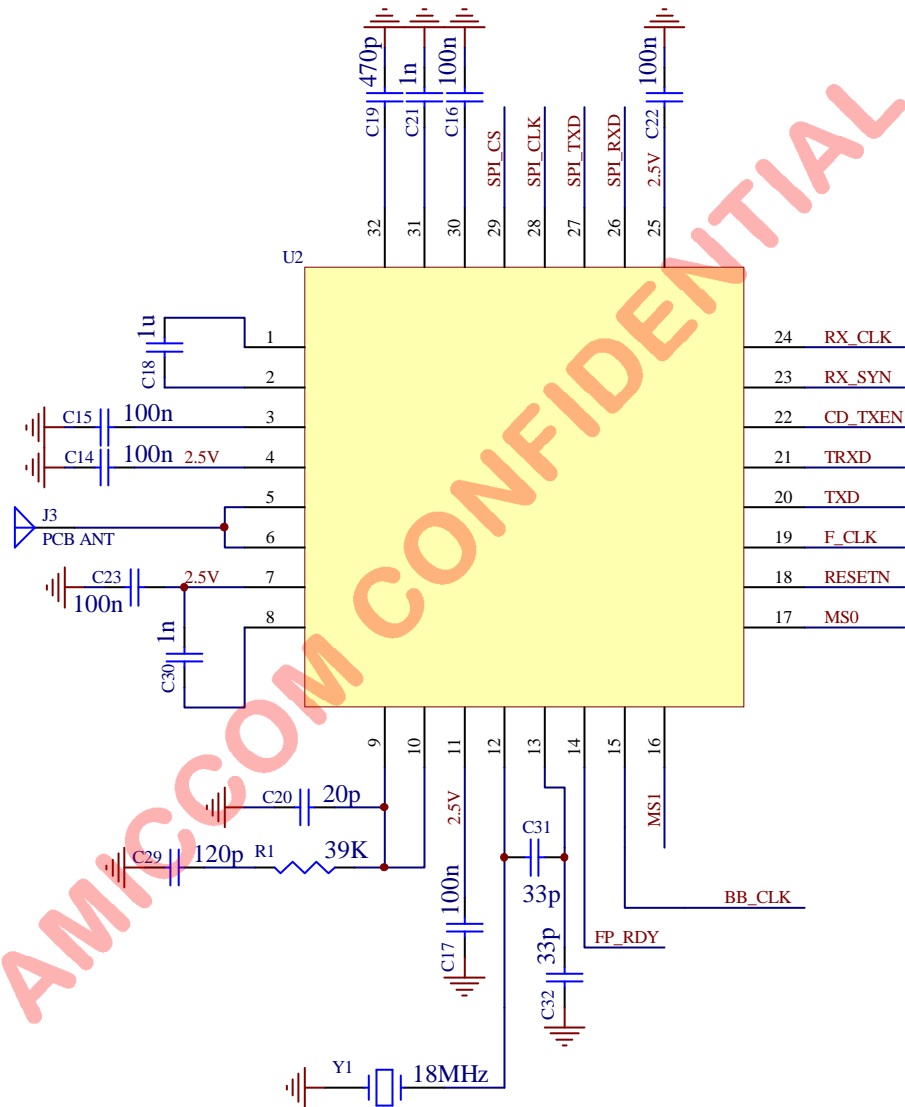 470p
C19
1n
C21
100n
C16
100n
C22
SPI_CS
SPI_CLK
SPI_TXD
SPI_RXD
2.5V
32
31
30
29
28
27
26
25
U2
1u
C18
1
2
C15 100n 3
C14 100n 2.5V 4
J3
PCB ANT
5
6
C23 2.5V 7
100n
8
1n
C30
24 RX_CLK
23 RX_SYN
22 CD_TXEN
21 TRXD
20 TXD
19 F_CLK
18 RESETN
17 MS0
9
10
11
12
13
14
15
16
C20 20p
C29 120p R1 39K
2.5V
100n
C17
C31
33p
33p
C32
MS1
BB_CLK
FP_RDY
Y1 18MHz
AMICCOM CONFIDENTIAL